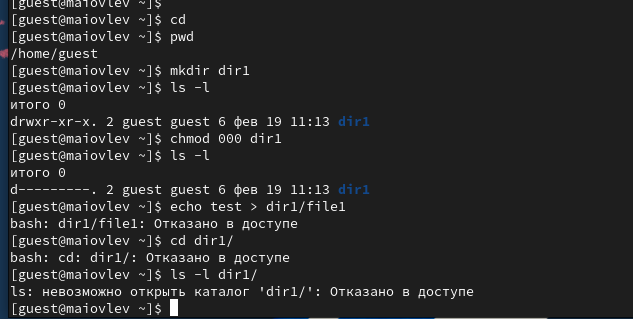 [guest@maiovlev ~]$
[guest@maiovlev ~]$ cd
[guest@maiovlev ~]$ pwd
/home/guest
[guest@maiovlev ~]$ mkdir dir1
[guest@maiovlev ~]$ ls -l
итого 0
drwxr-xr-x. 2 guest guest 6 фев 19 11:13 dir1
[guest@maiovlev ~]$ chmod 000 dir1
[guest@maiovlev ~]$ ls -l
итого 0
d---------. 2 guest guest 6 фев 19 11:13 dir1
[guest@maiovlev ~]$ echo test > dir1/file1
bash: dir1/file1: Отказано в доступе
[guest@maiovlev ~]$ cd dir1/
bash: cd: dir1/: Отказано в доступе
[guest@maiovlev ~]$ ls -l dir1/
ls: невозможно открыть каталог 'dir1/': Отказано в доступе
[guest@maiovlev ~]$